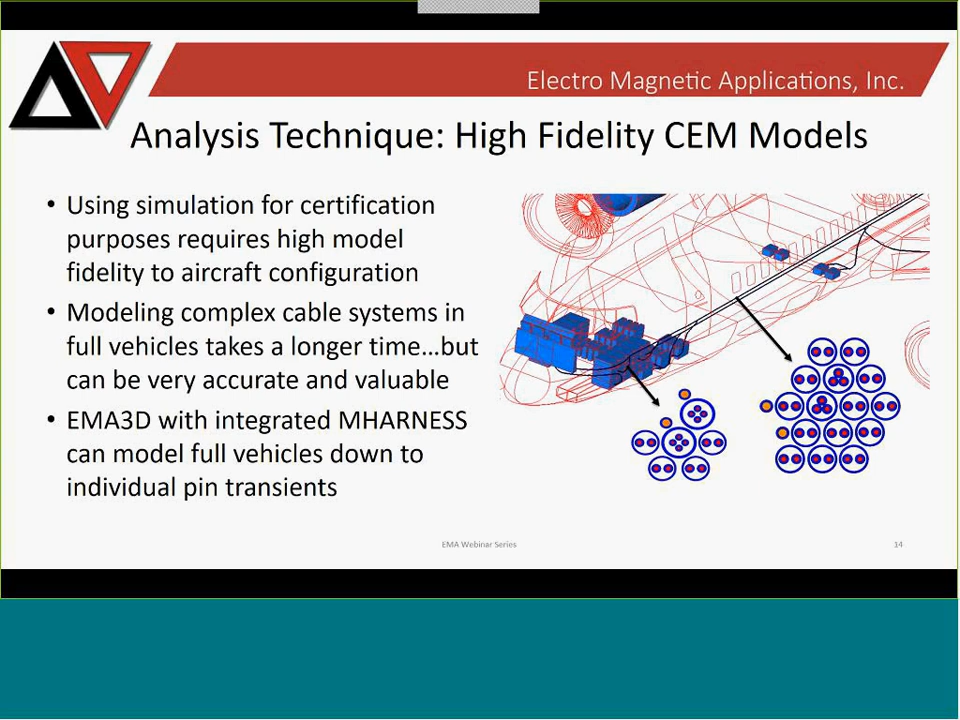 Electro Magnetic Applications, Inc.
Analysis Technique: High Fidelity CEM Models
• Using simulation for certification
purposes requires high model
fidelity to aircraft configuration
• Modeling complex cable systems in
full vehicles takes a longer time…but
can be very accurate and valuable
• EMA3D with integrated MHARNESS
can model full vehicles down to
individual pin transients
EMA Webinar Series
14